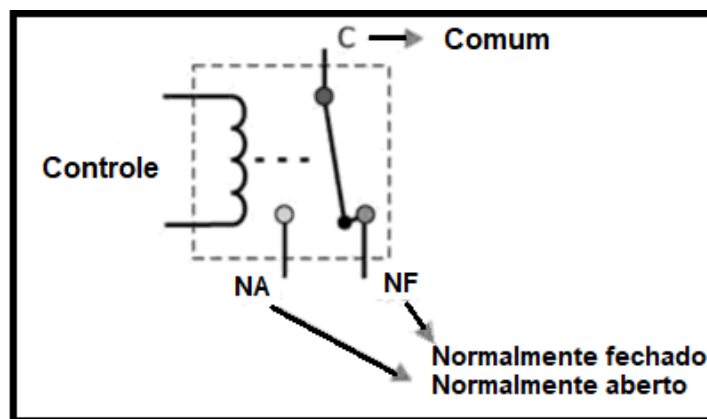 C Comum
Controle
NA NF
Normalmente fechado
Normalmente aberto